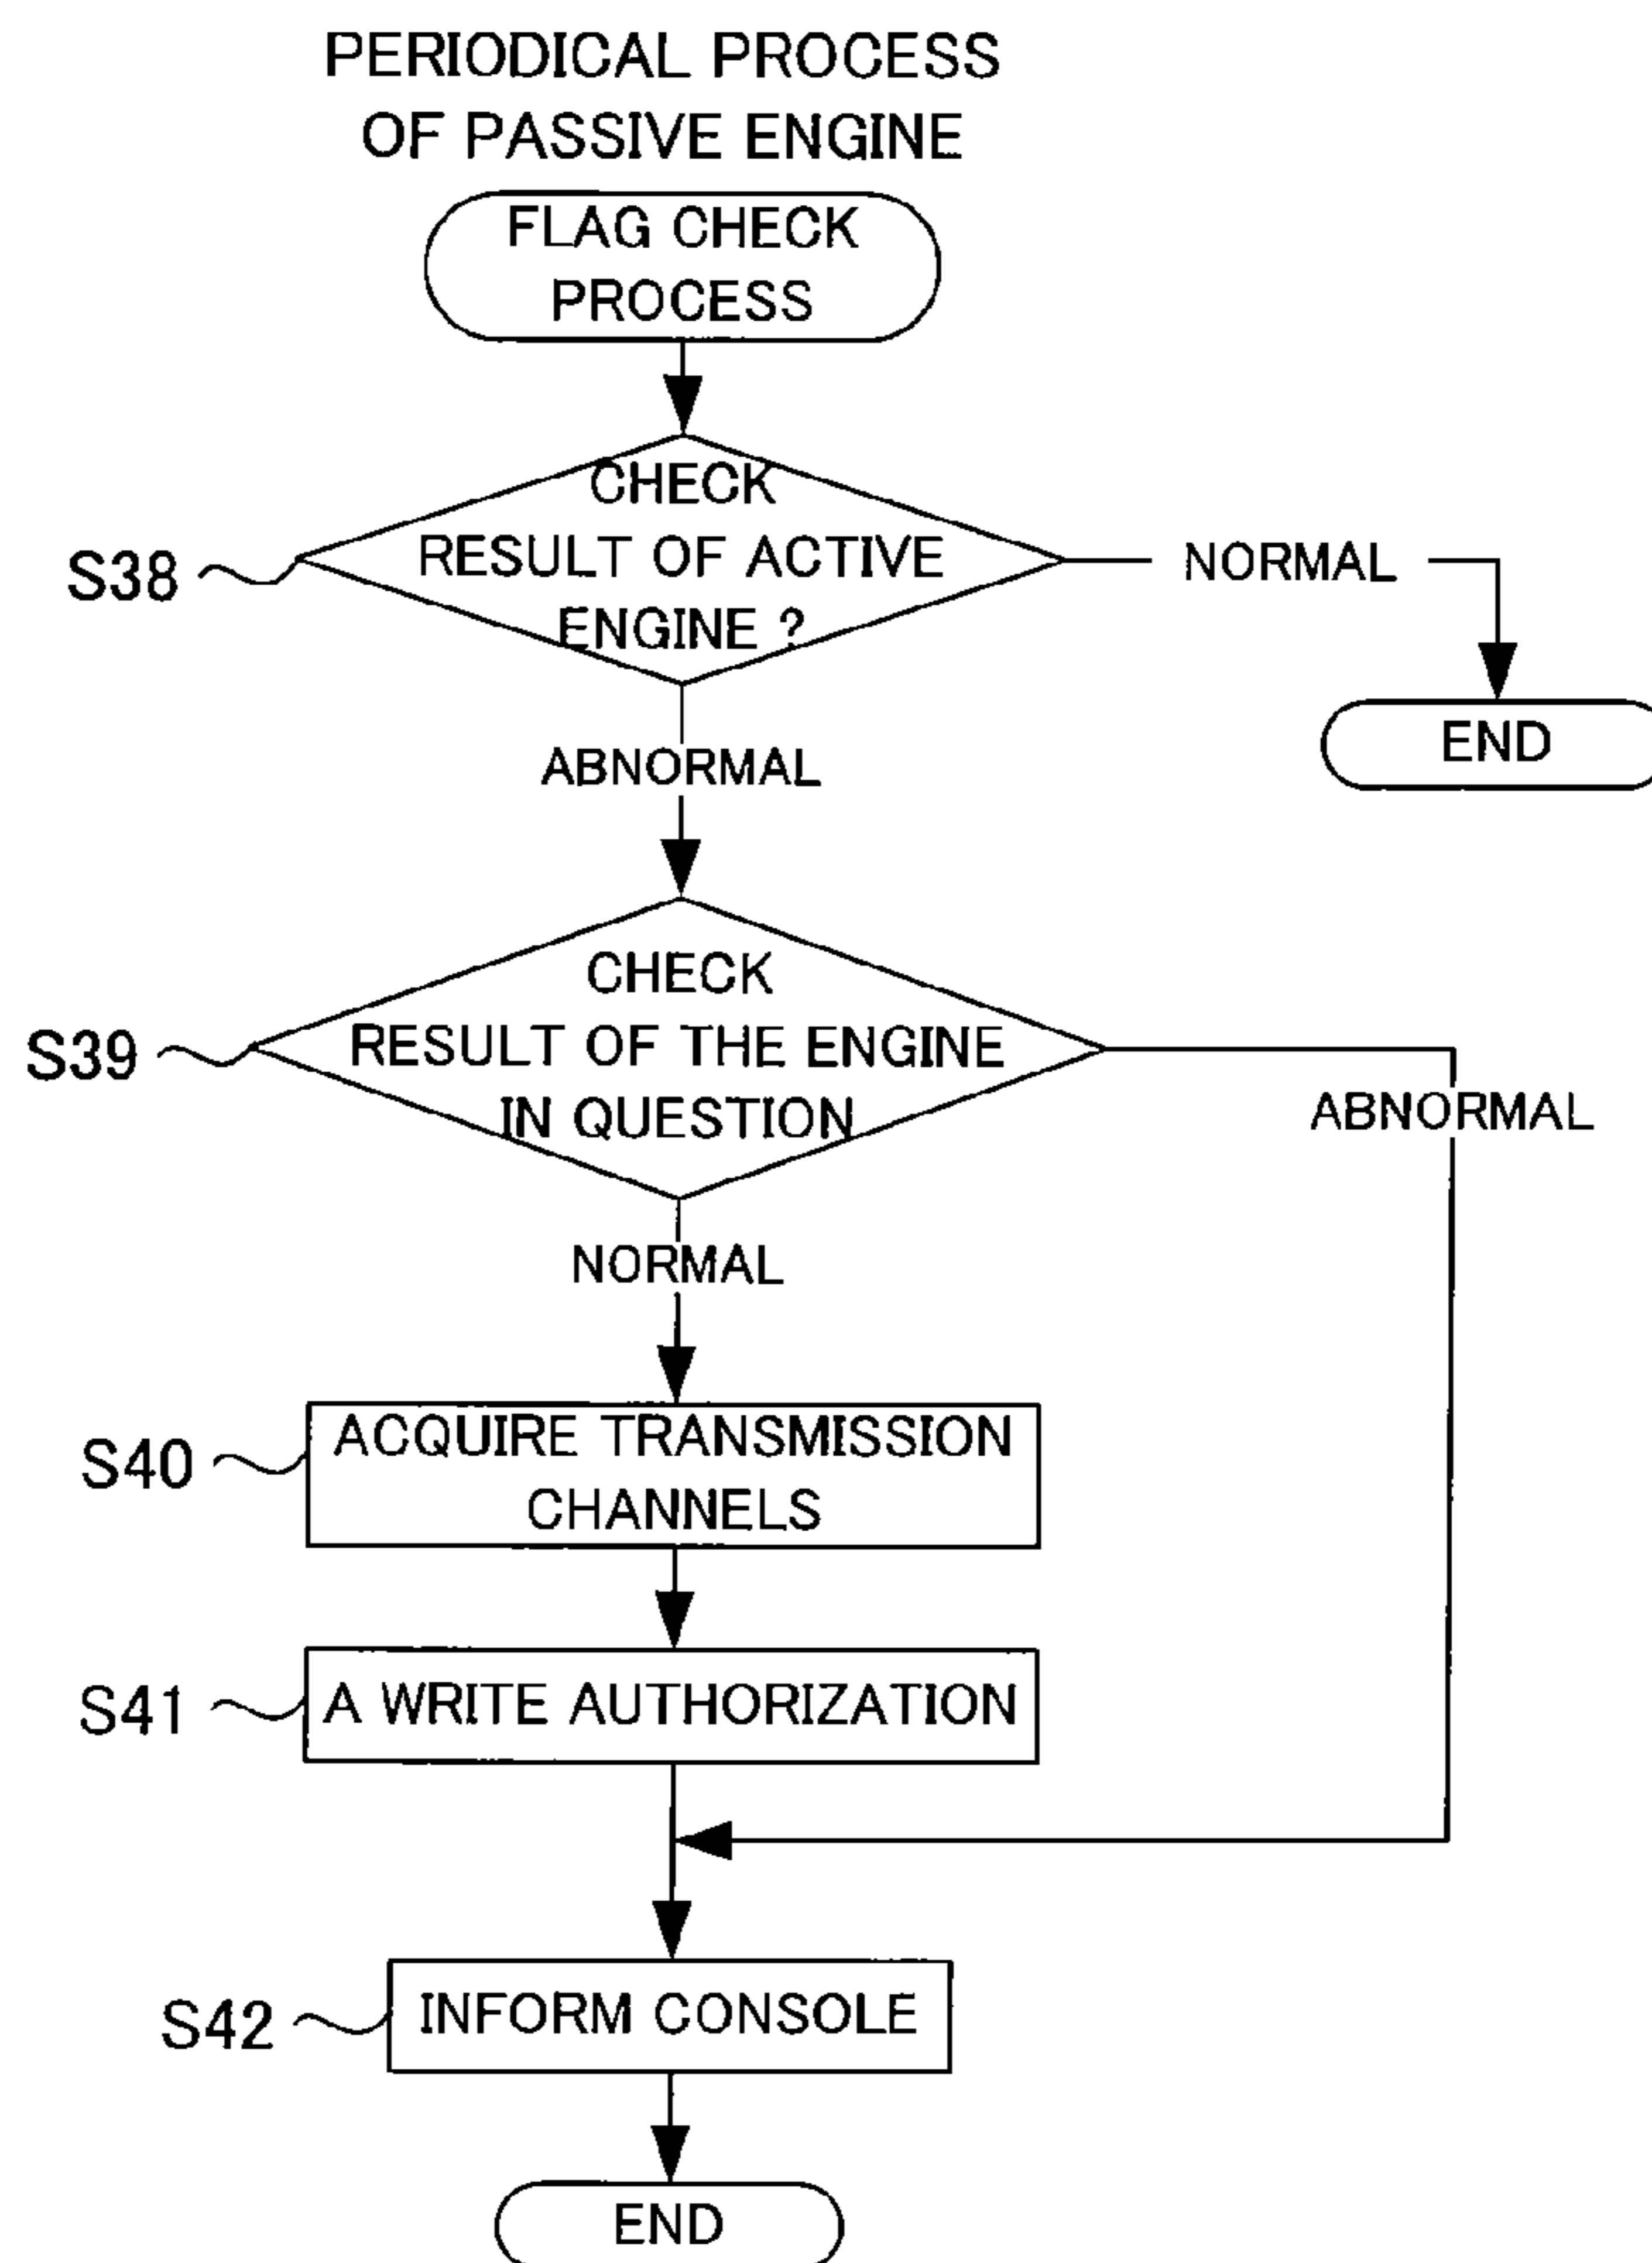 PERIODICAL PROCESS
OF PASSIVE ENGINE
FLAG CHECK
PROCESS
CHECK
RESULT OF ACTIVE
ENGINE ?
S38
NORMAL
END
ABNORMAL
CHECK
RESULT OF THE ENGINE
IN QUESTION
S39
ABNORMAL
NORMAL
S40
ACQUIRE TRANSMISSION
CHANNELS
S41
A WRITE AUTHORIZATION
S42
INFORM CONSOLE
END